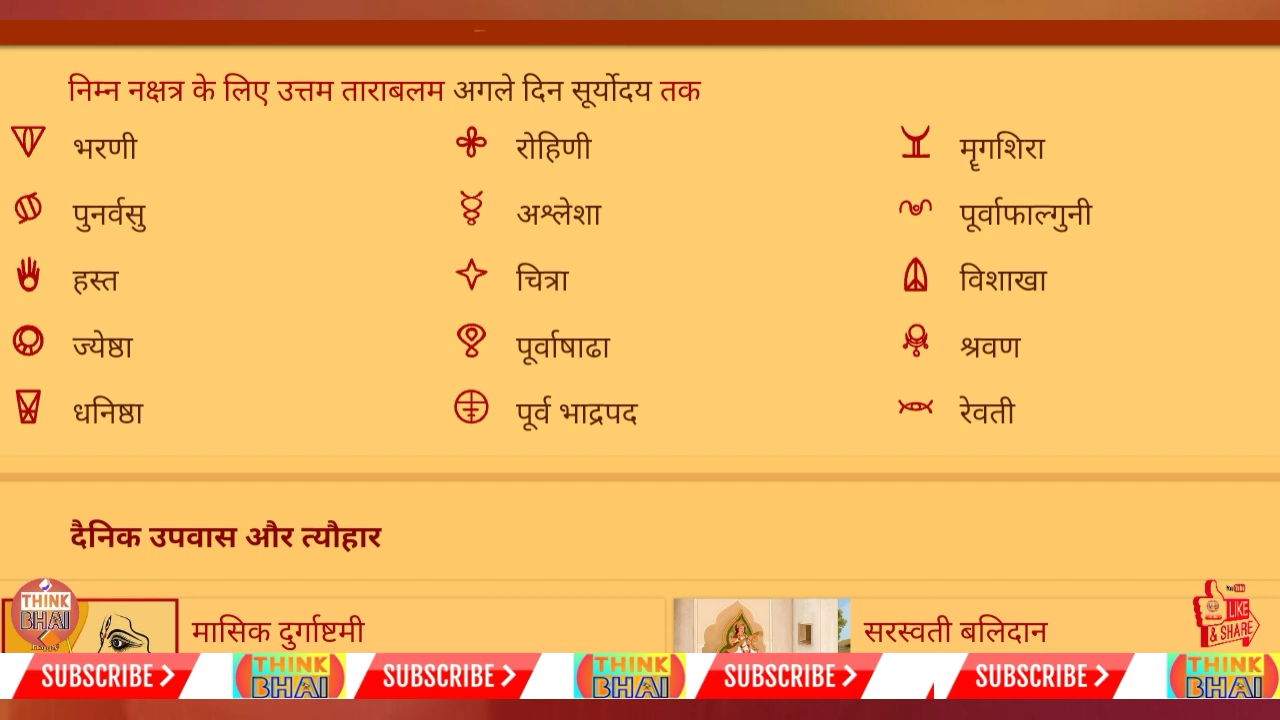 निम्न नक्षत्र के लिए उत्तम ताराबलम अगले दिन सूर्योदय तक
भरणी रोहिणी मृगशिरा
पुनर्वसु अश्लेशा पूर्वाफाल्गुनी
हस्त चित्रा विशाखा
ज्येष्ठा पूर्वाषाढा श्रवण
धनिष्ठा पूर्व भाद्रपद रेवती
दैनिक उपवास और त्यौहार
मासिक दुर्गाष्टमी सरस्वती बलिदान
THINK BHAI
You Tube
LIKE & SHARE
SUBSCRIBE THINK BHAI SUBSCRIBE THINK BHAI SUBSCRIBE SUBSCRIBE THINK BHAI